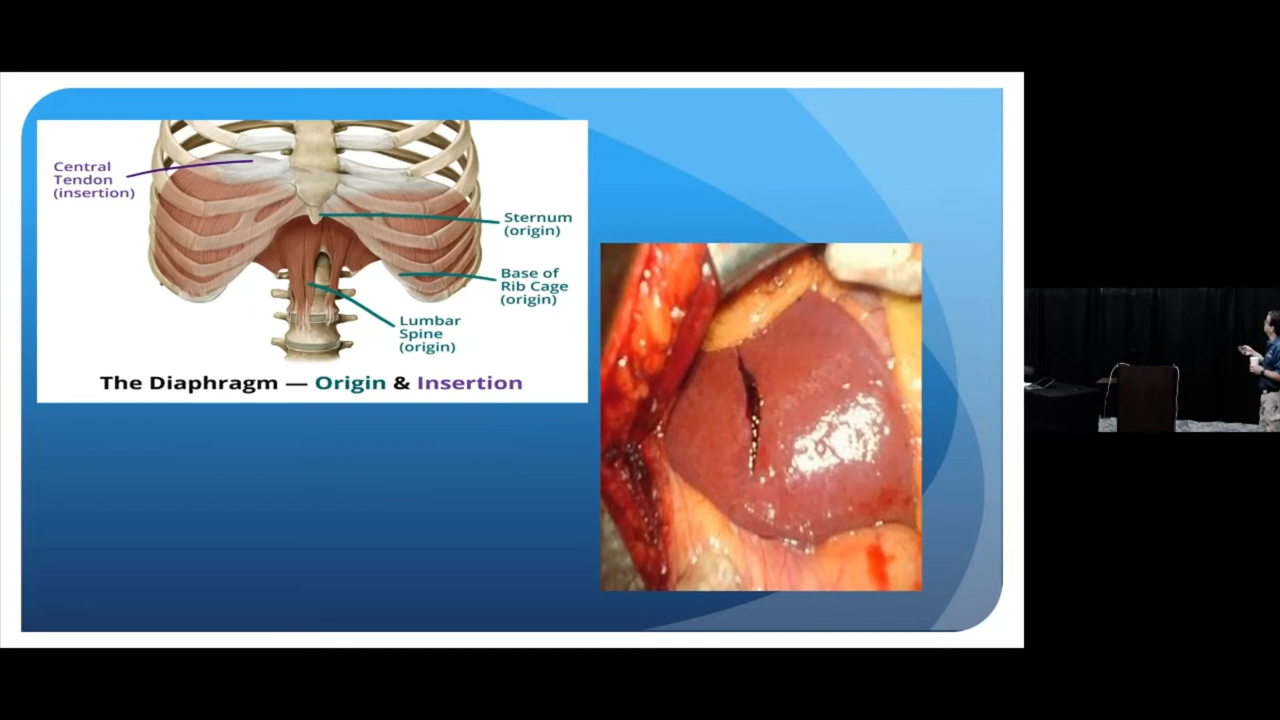 Central
Tendon
(insertion)
Sternum
(origin)
Base of
Rib Cage
(origin)
Lumbar
Spine
(origin)
The Diaphragm — Origin & Insertion